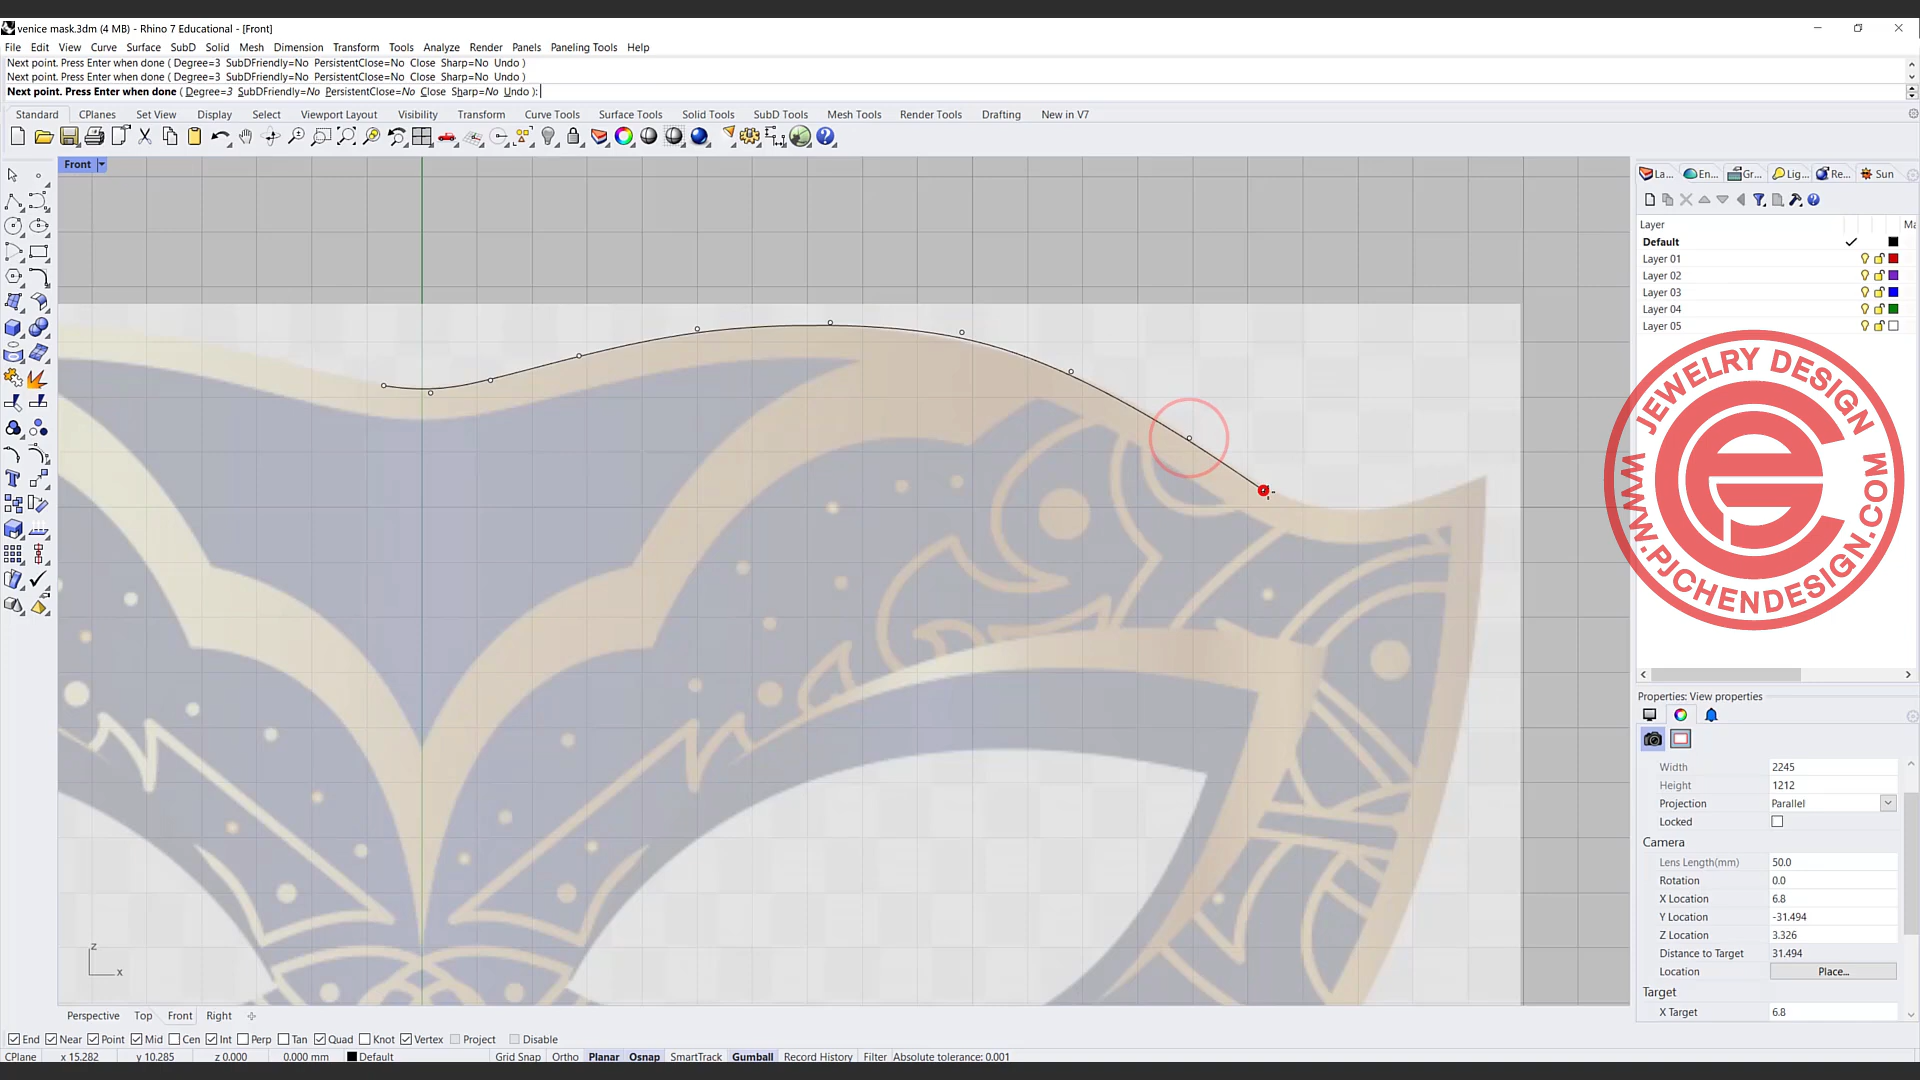 venice mask.3dm (4 MB) - Rhino 7 Educational - [Front]
File Edit View Curve Surface SubD Solid Mesh Dimension Transform Tools Analyze Render Panels Paneling Tools Help
Next point. Press Enter when done ( Degree=3 SubDFriendly=No PersistentClose=No Close Sharp=No Undo )
Next point. Press Enter when done ( Degree=3 SubDFriendly=No PersistentClose=No Close Sharp=No Undo )
Next point. Press Enter when done ( Degree=3 SubDFriendly=No PersistentClose=No Close Sharp=No Undo ):
Standard CPlanes Set View Display Select Viewport Layout Visibility Transform Curve Tools Surface Tools Solid Tools SubD Tools Mesh Tools Render Tools Drafting New in V7
Front
La... En... Gr... Lig... Re... Sun
Layer Ma
Default
Layer 01
Layer 02
Layer 03
Layer 04
Layer 05
JEWELRY DESIGN
WWW.PJCHENDESIGN.COM
Properties: View properties
Width 2245
Height 1212
Projection Parallel
Locked
Camera
Lens Length(mm) 50.0
Rotation 0.0
X Location 6.8
Y Location -31.494
Z Location 3.326
Distance to Target 31.494
Location Place...
Target
X Target 6.8
z
x
Perspective Top Front Right
End Near Point Mid Cen Int Perp Tan Quad Knot Vertex Project Disable
CPlane x 15.282 y 10.285 z 0.000 0.000 mm Default Grid Snap Ortho Planar Osnap SmartTrack Gumball Record History Filter Absolute tolerance: 0.001